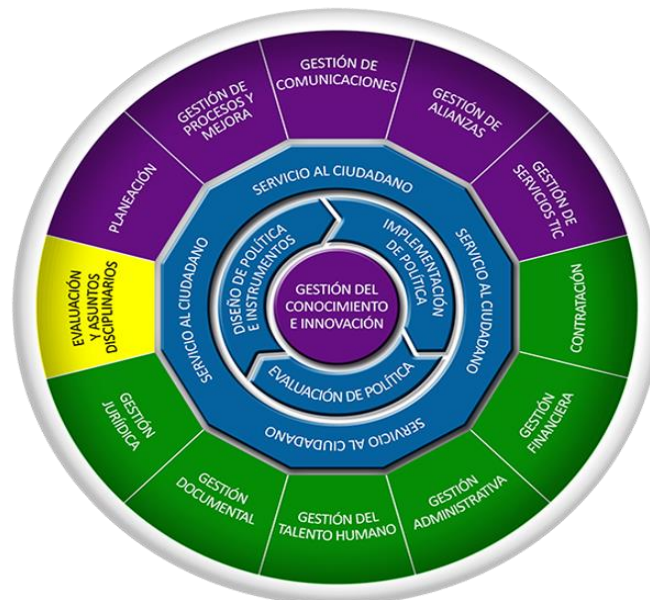 GESTIÓN DE
COMUNICACIONES
GESTIÓN DE
ALIANZAS
GESTIÓN DE
SERVICIOS TIC
CONTRATACIÓN
GESTIÓN
FINANCIERA
GESTIÓN
ADMINISTRATIVA
GESTIÓN DEL
TALENTO HUMANO
GESTIÓN
DOCUMENTAL
GESTIÓN
JURÍDICA
EVALUACIÓN
Y ASUNTOS
DISCIPLINARIOS
PLANEACIÓN
GESTIÓN DE
PROCESOS Y
MEJORA
SERVICIO AL CIUDADANO
SERVICIO AL CIUDADANO
SERVICIO AL CIUDADANO
SERVICIO AL CIUDADANO
DISEÑO DE POLÍTICA
E INSTRUMENTOS
IMPLEMENTACIÓN
DE POLÍTICA
EVALUACIÓN DE POLÍTICA
GESTIÓN DEL
CONOCIMIENTO
E INNOVACIÓN